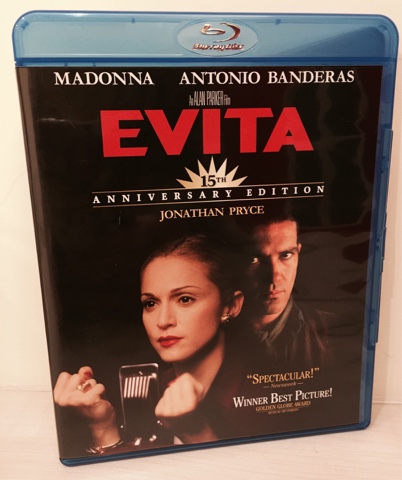 Blu-ray Disc
MADONNA ANTONIO BANDERAS
An ALAN PARKER Film
EVITA
15TH
ANNIVERSARY EDITION
JONATHAN PRYCE
"SPECTACULAR!"
–Newsweek–
WINNER BEST PICTURE!
GOLDEN GLOBE AWARD